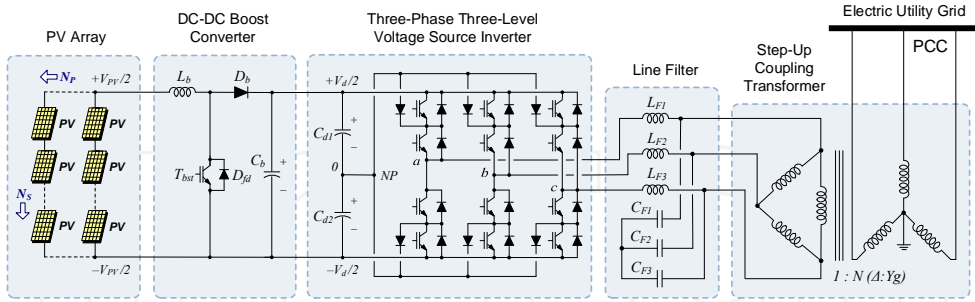 PV Array
DC-DC Boost
Converter
Three-Phase Three-Level
Voltage Source Inverter
Line Filter
Step-Up
Coupling
Transformer
Electric Utility Grid
PCC
N_P
+V_PV/2
N_S
PV
PV
PV
PV
PV
PV
−V_PV/2
L_b
D_b
T_bst
D_fd
C_b
+
−
+V_d/2
C_d1
+
−
0
NP
C_d2
+
−
−V_d/2
a
b
c
L_F1
L_F2
L_F3
C_F1
C_F2
C_F3
1 : N (Δ:Yg)